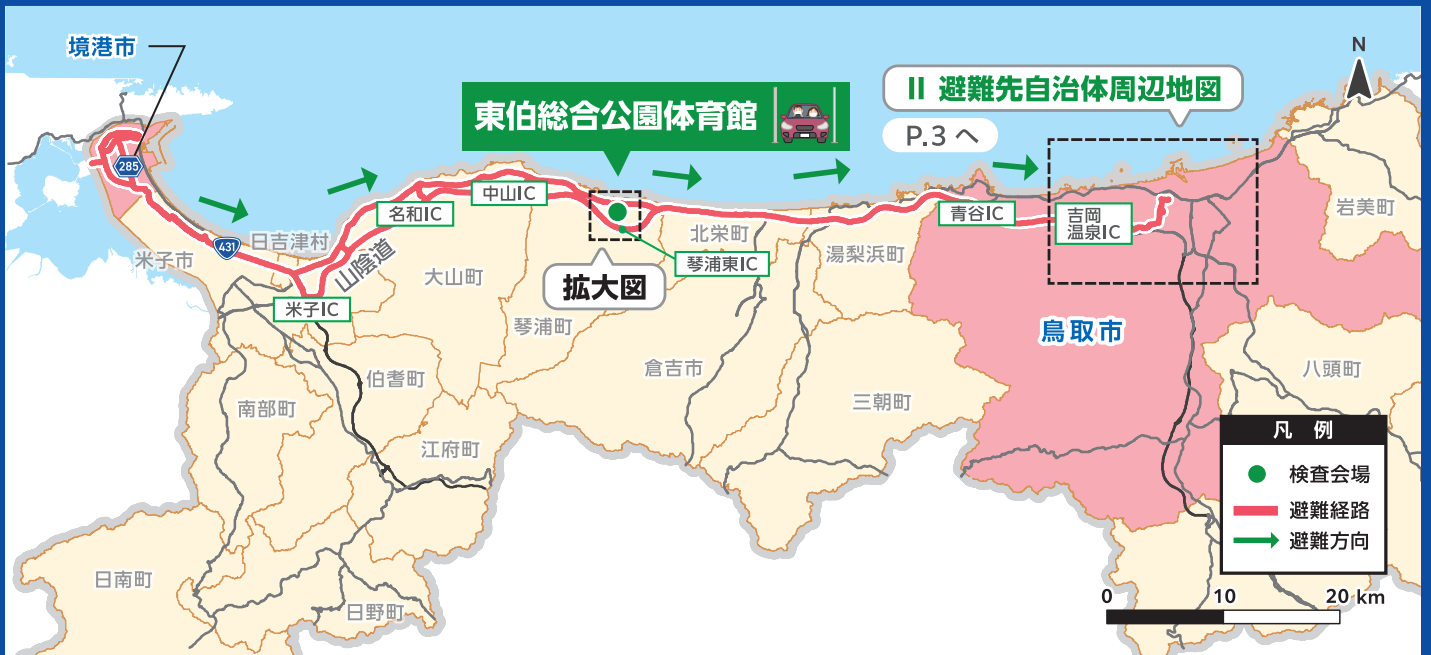 境港市
285
東伯総合公園体育館
II 避難先自治体周辺地図
P.3 へ
N
名和IC
中山IC
青谷IC
吉岡
温泉IC
岩美町
日吉津村
431
米子市
山陰道
大山町
北栄町
琴浦東IC
湯梨浜町
拡大図
米子IC
琴浦町
鳥取市
倉吉市
八頭町
伯耆町
南部町
三朝町
江府町
日南町
日野町
凡 例
検査会場
避難経路
避難方向
0 10 20 km